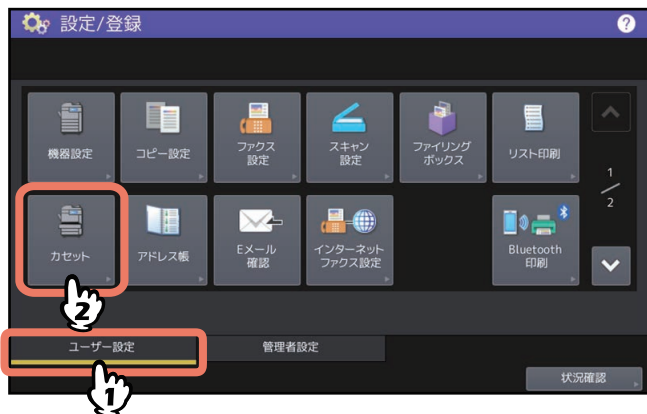 設定/登録
?
機器設定
コピー設定
ファクス
設定
スキャン
設定
ファイリング
ボックス
リスト印刷
1
/
2
カセット
アドレス帳
Eメール
確認
インターネット
ファクス設定
Bluetooth
印刷
2
ユーザー設定
管理者設定
1
状況確認